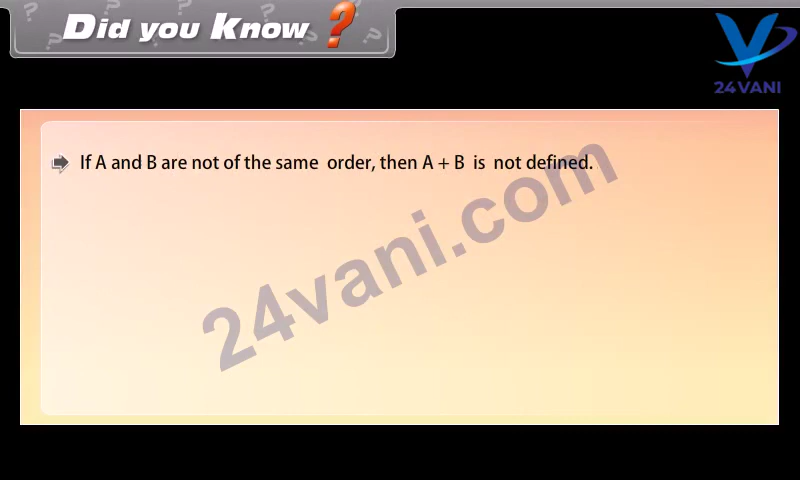 Did you Know ?
24VANI
If A and B are not of the same order, then A + B is not defined.
24vani.com